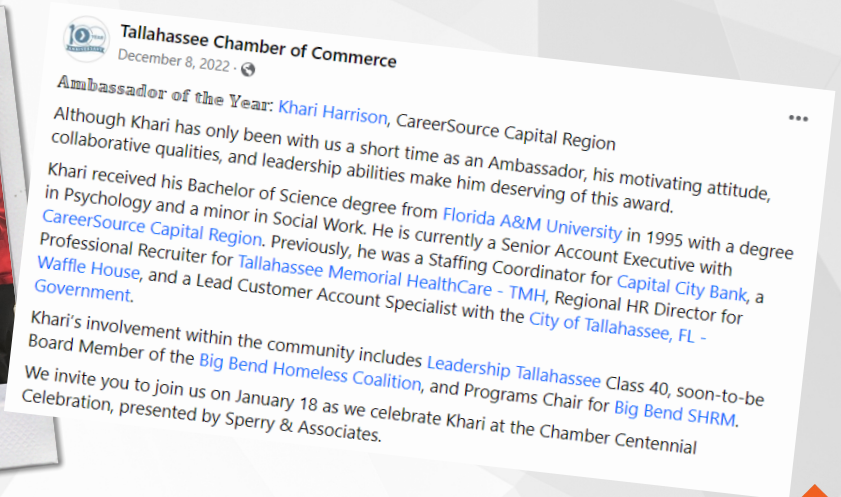 10 YEAR
ANNIVERSARY
Tallahassee Chamber of Commerce
December 8, 2022 ·
Ambassador of the Year: Khari Harrison, CareerSource Capital Region
Although Khari has only been with us a short time as an Ambassador, his motivating attitude,
collaborative qualities, and leadership abilities make him deserving of this award.
Khari received his Bachelor of Science degree from Florida A&M University in 1995 with a degree
in Psychology and a minor in Social Work. He is currently a Senior Account Executive with
CareerSource Capital Region. Previously, he was a Staffing Coordinator for Capital City Bank, a
Professional Recruiter for Tallahassee Memorial HealthCare - TMH, Regional HR Director for
Waffle House, and a Lead Customer Account Specialist with the City of Tallahassee, FL -
Government.
Khari's involvement within the community includes Leadership Tallahassee Class 40, soon-to-be
Board Member of the Big Bend Homeless Coalition, and Programs Chair for Big Bend SHRM.
We invite you to join us on January 18 as we celebrate Khari at the Chamber Centennial
Celebration, presented by Sperry & Associates.